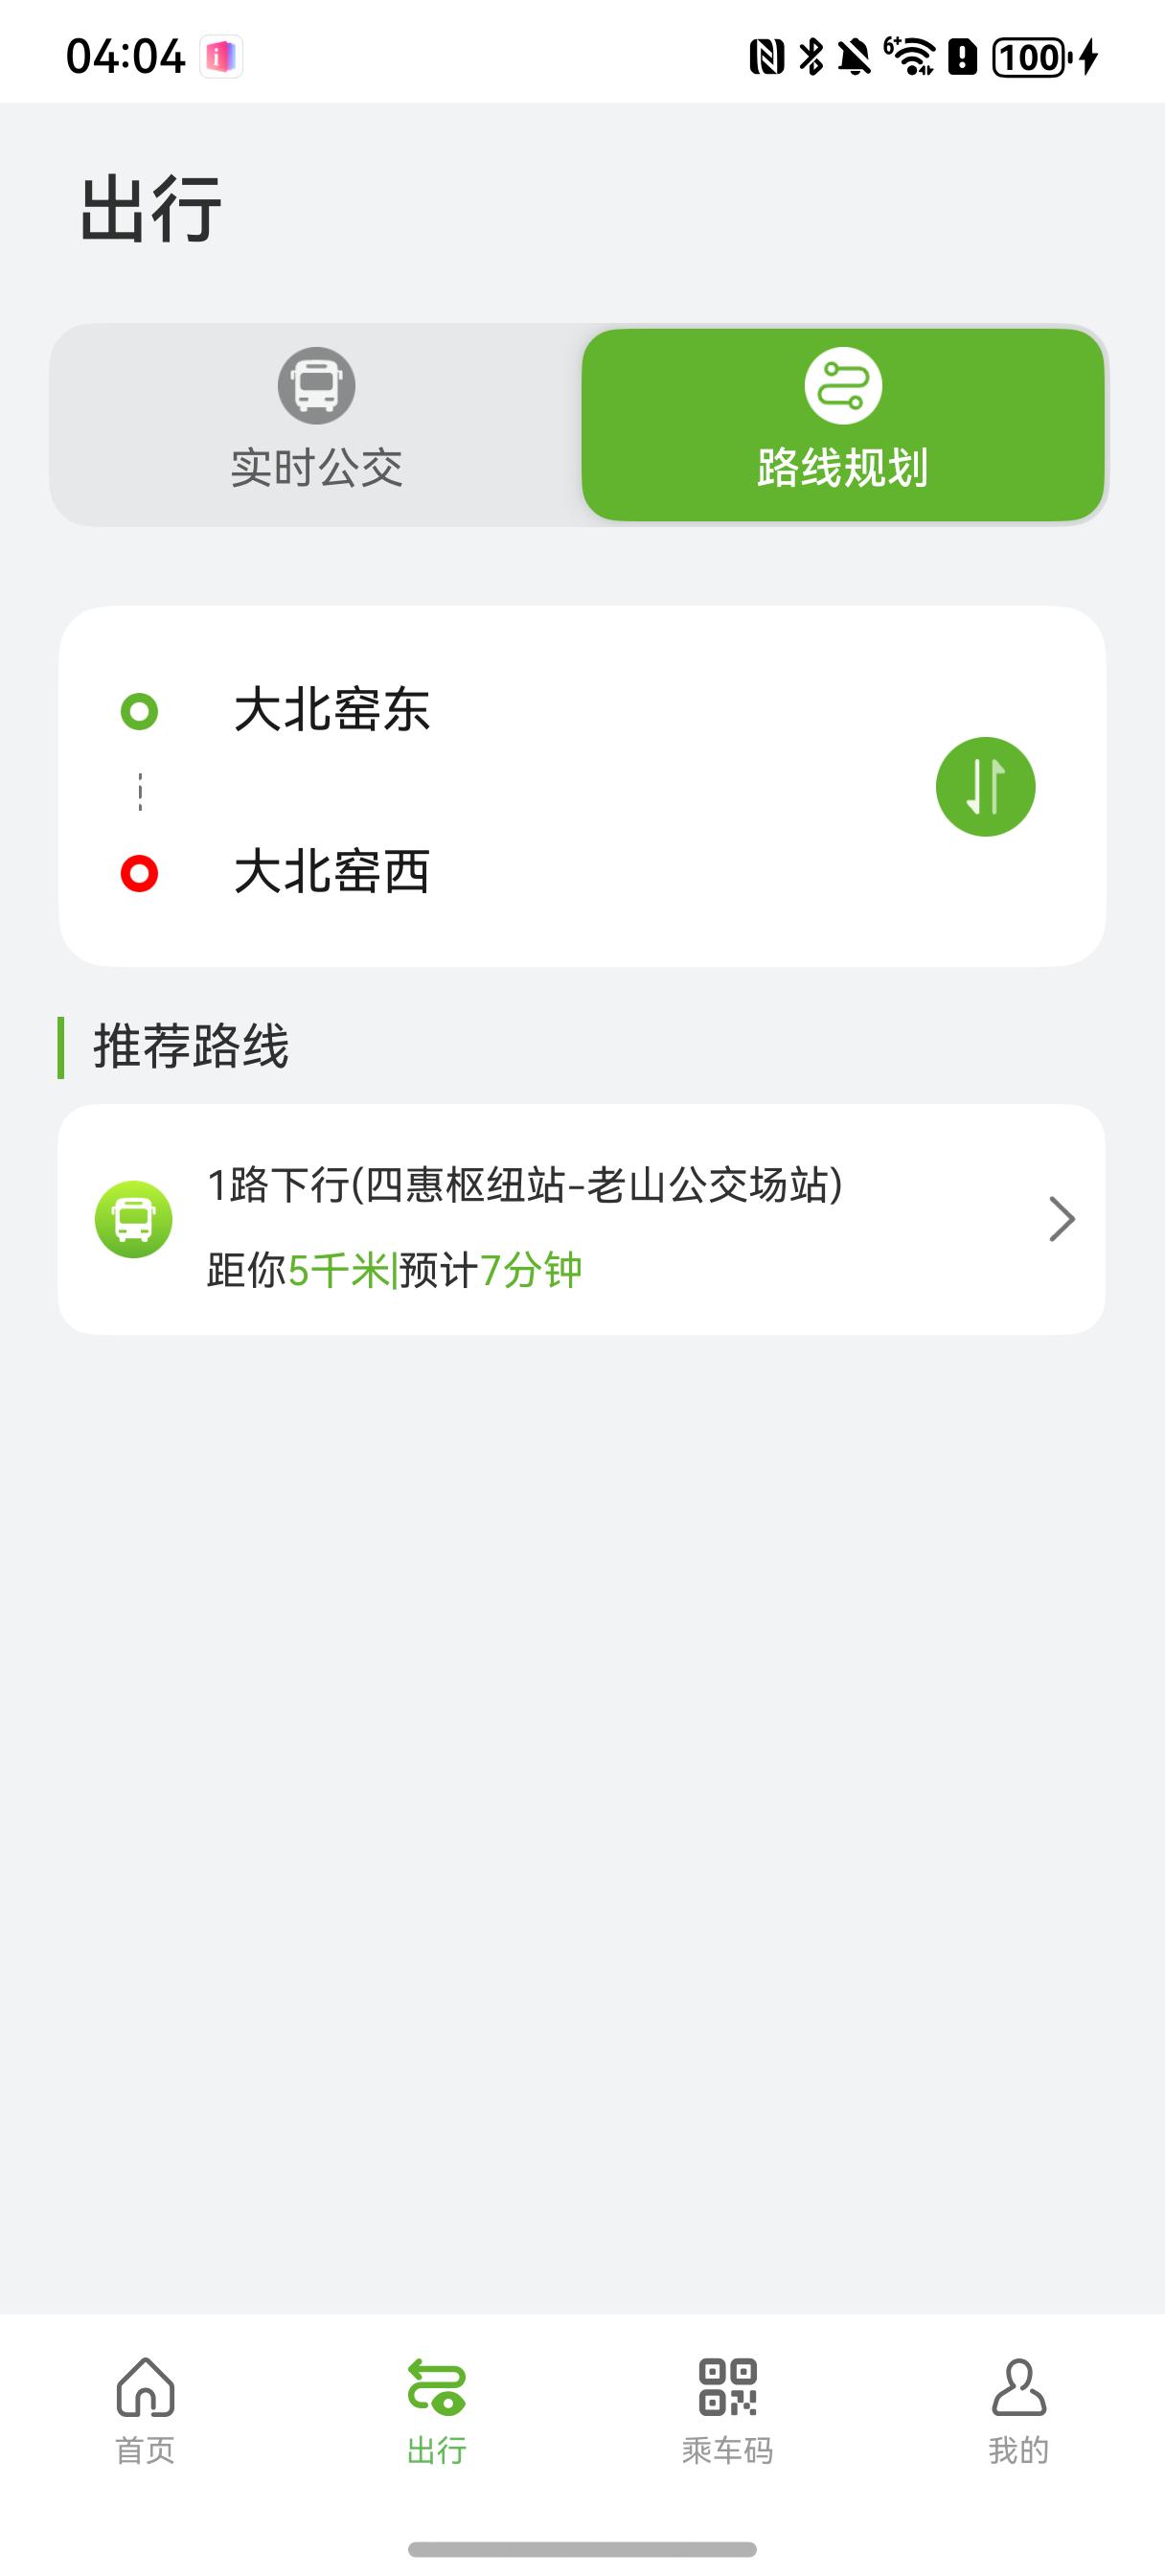 04:04
6+
100
出行
实时公交
路线规划
大北窑东
大北窑西
推荐路线
1路下行(四惠枢纽站-老山公交场站)
距你5千米|预计7分钟
首页
出行
乘车码
我的